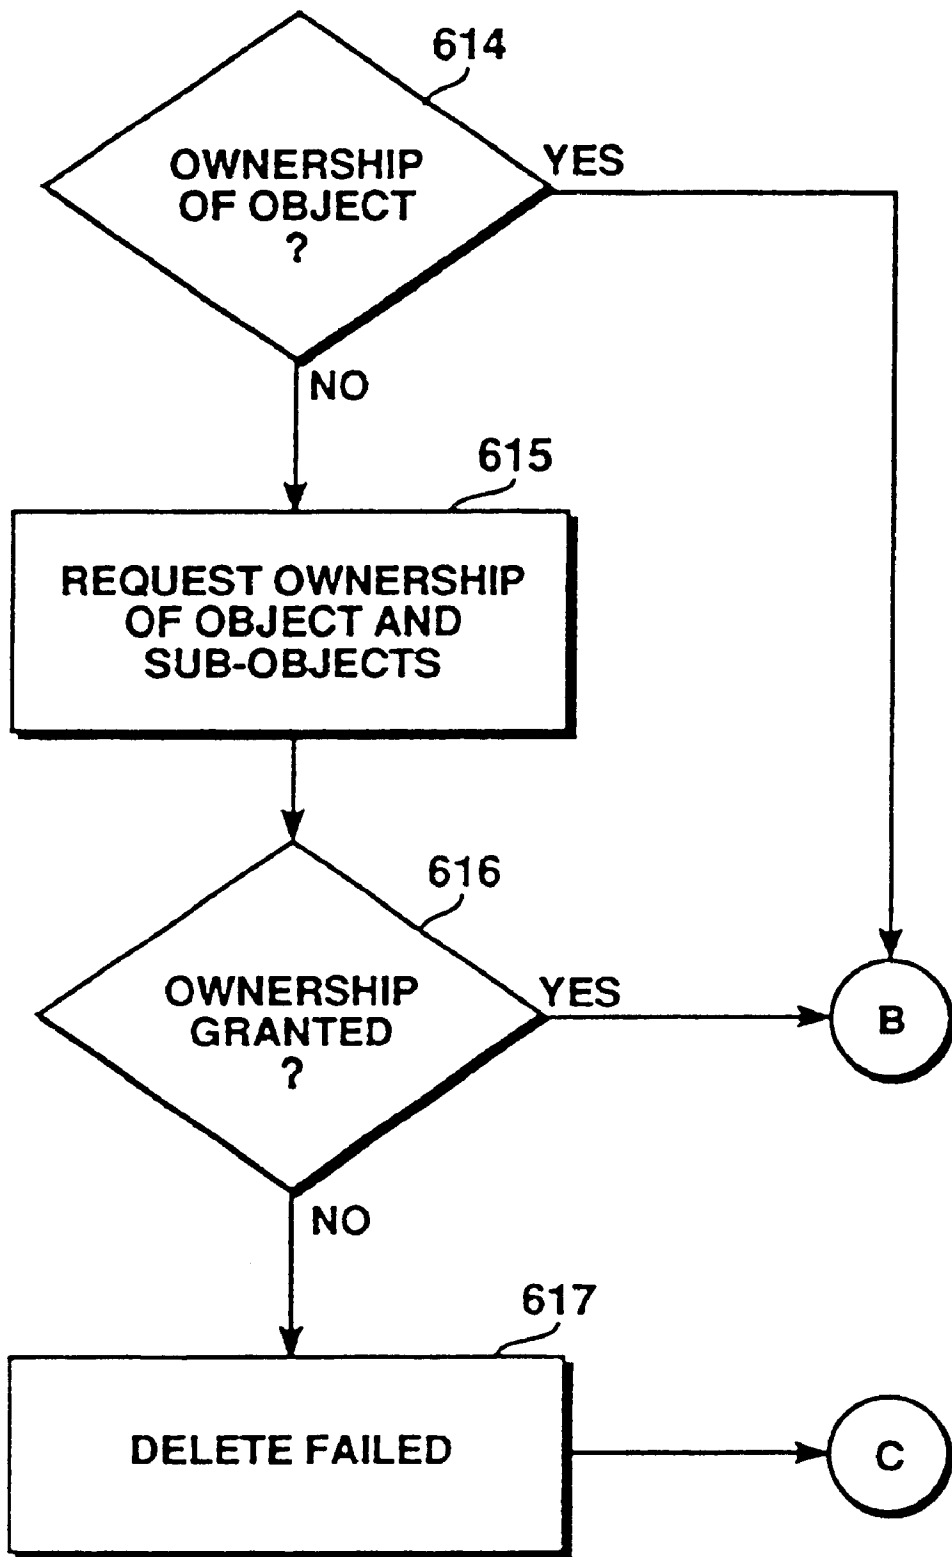 614
OWNERSHIP
OF OBJECT
?
YES
NO
615
REQUEST OWNERSHIP
OF OBJECT AND
SUB-OBJECTS
616
OWNERSHIP
GRANTED
?
YES
B
NO
617
DELETE FAILED
C